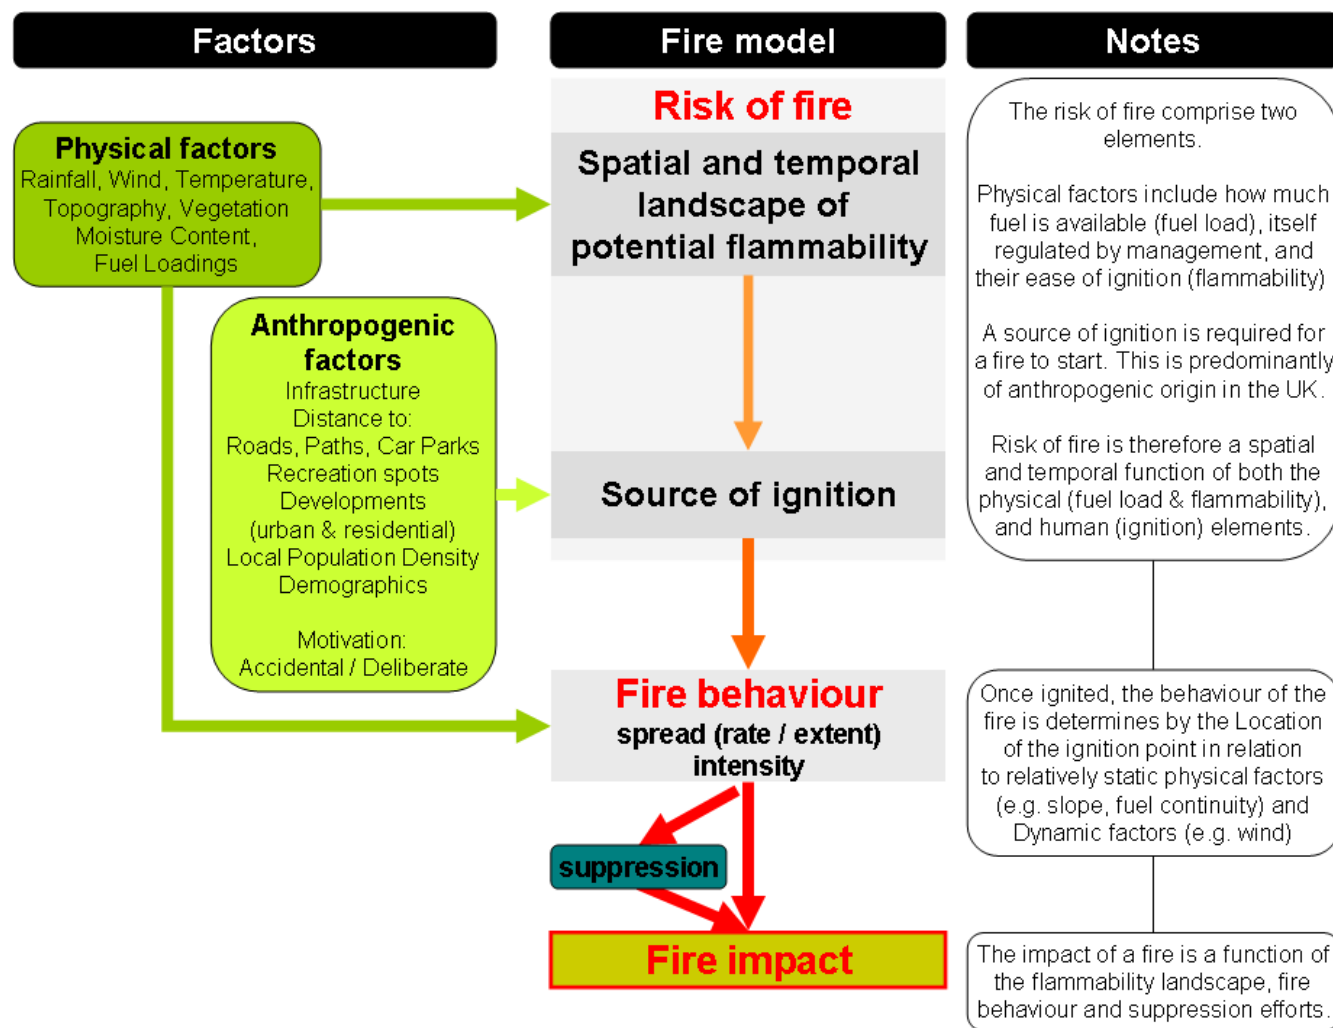 Factors
Fire model
Notes
Physical factors
Rainfall, Wind, Temperature,
Topography, Vegetation
Moisture Content,
Fuel Loadings
Anthropogenic
factors
Infrastructure
Distance to:
Roads, Paths, Car Parks
Recreation spots
Developments
(urban & residential)
Local Population Density
Demographics
Motivation:
Accidental / Deliberate
Risk of fire
Spatial and temporal
landscape of
potential flammability
Source of ignition
Fire behaviour
spread (rate / extent)
intensity
suppression
Fire impact
The risk of fire comprise two
elements.
Physical factors include how much
fuel is available (fuel load), itself
regulated by management, and
their ease of ignition (flammability)
A source of ignition is required for
a fire to start. This is predominantly
of anthropogenic origin in the UK.
Risk of fire is therefore a spatial
and temporal function of both the
physical (fuel load & flammability),
and human (ignition) elements.
Once ignited, the behaviour of the
fire is determines by the Location
of the ignition point in relation
to relatively static physical factors
(e.g. slope, fuel continuity) and
Dynamic factors (e.g. wind)
The impact of a fire is a function of
the flammability landscape, fire
behaviour and suppression efforts.